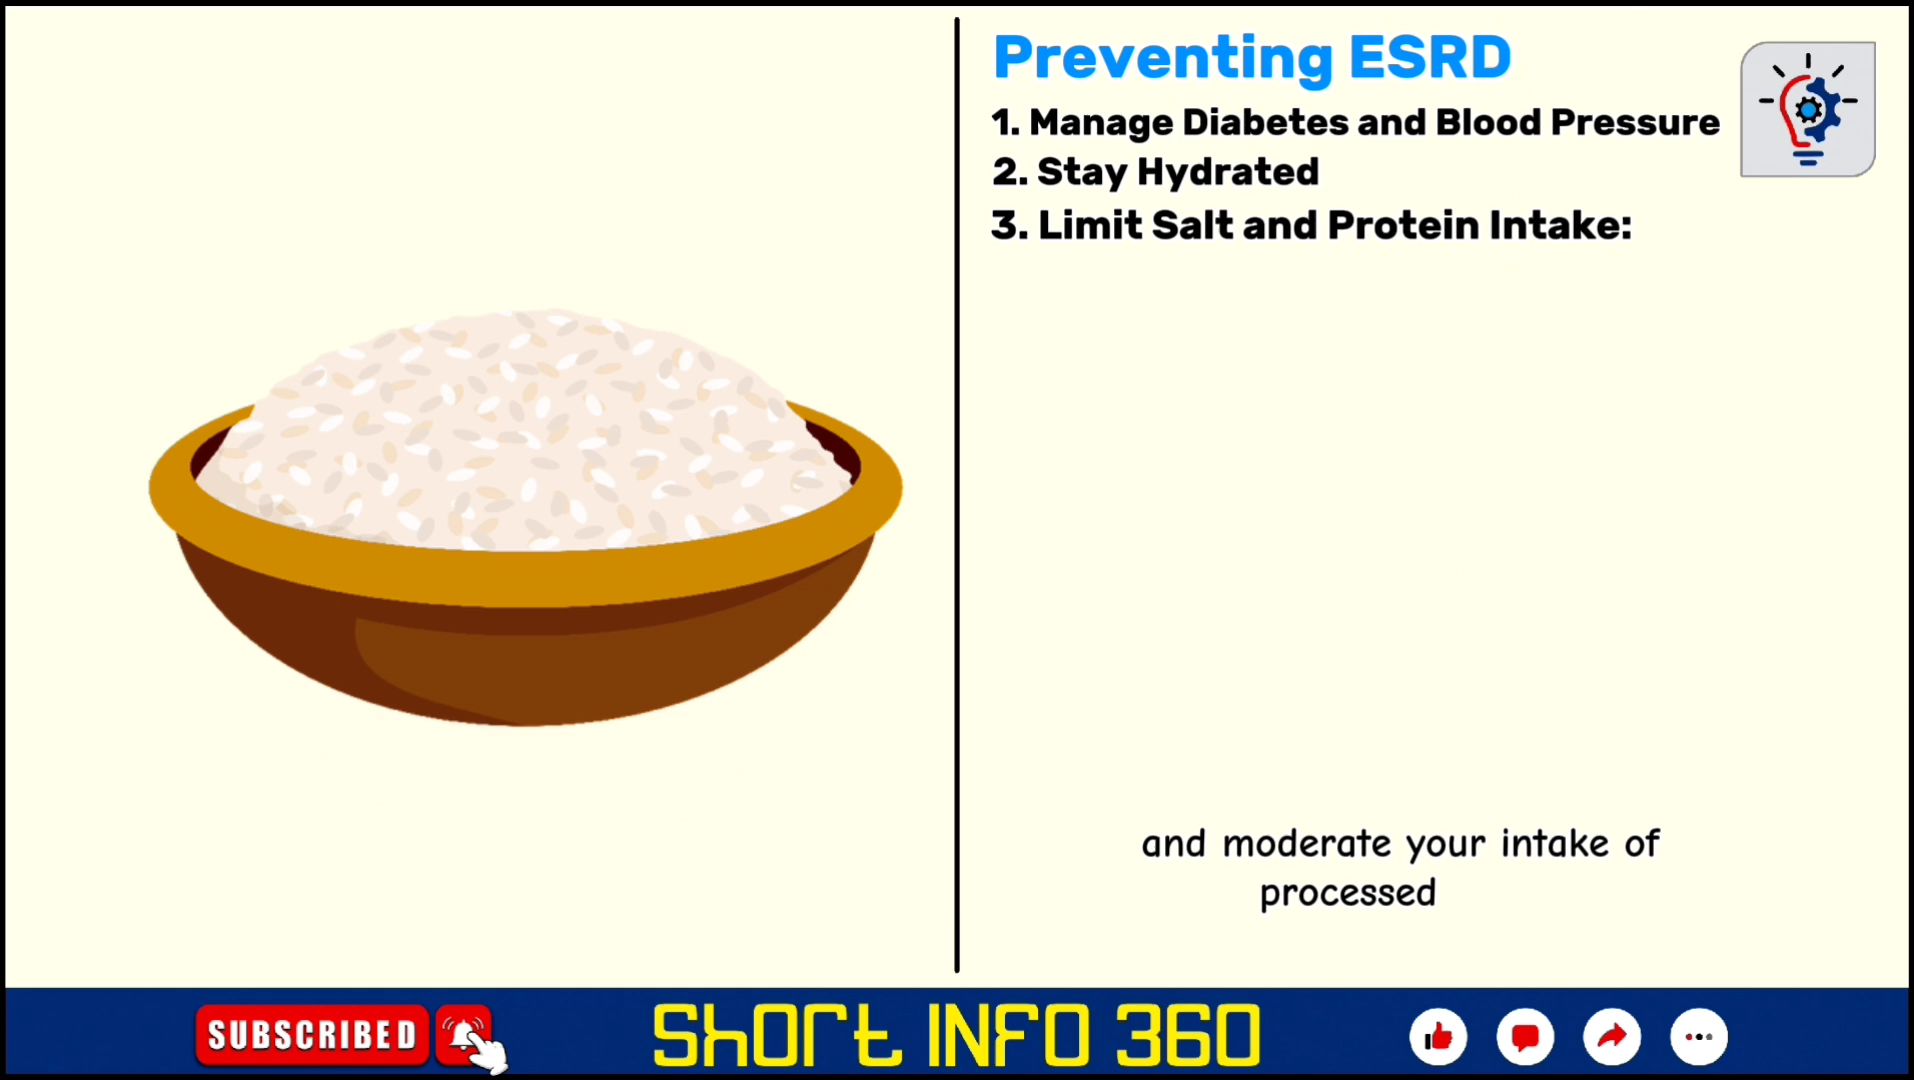 Preventing ESRD
1. Manage Diabetes and Blood Pressure
2. Stay Hydrated
3. Limit Salt and Protein Intake:
and moderate your intake of
processed
SUBSCRIBED
Short INFO 360